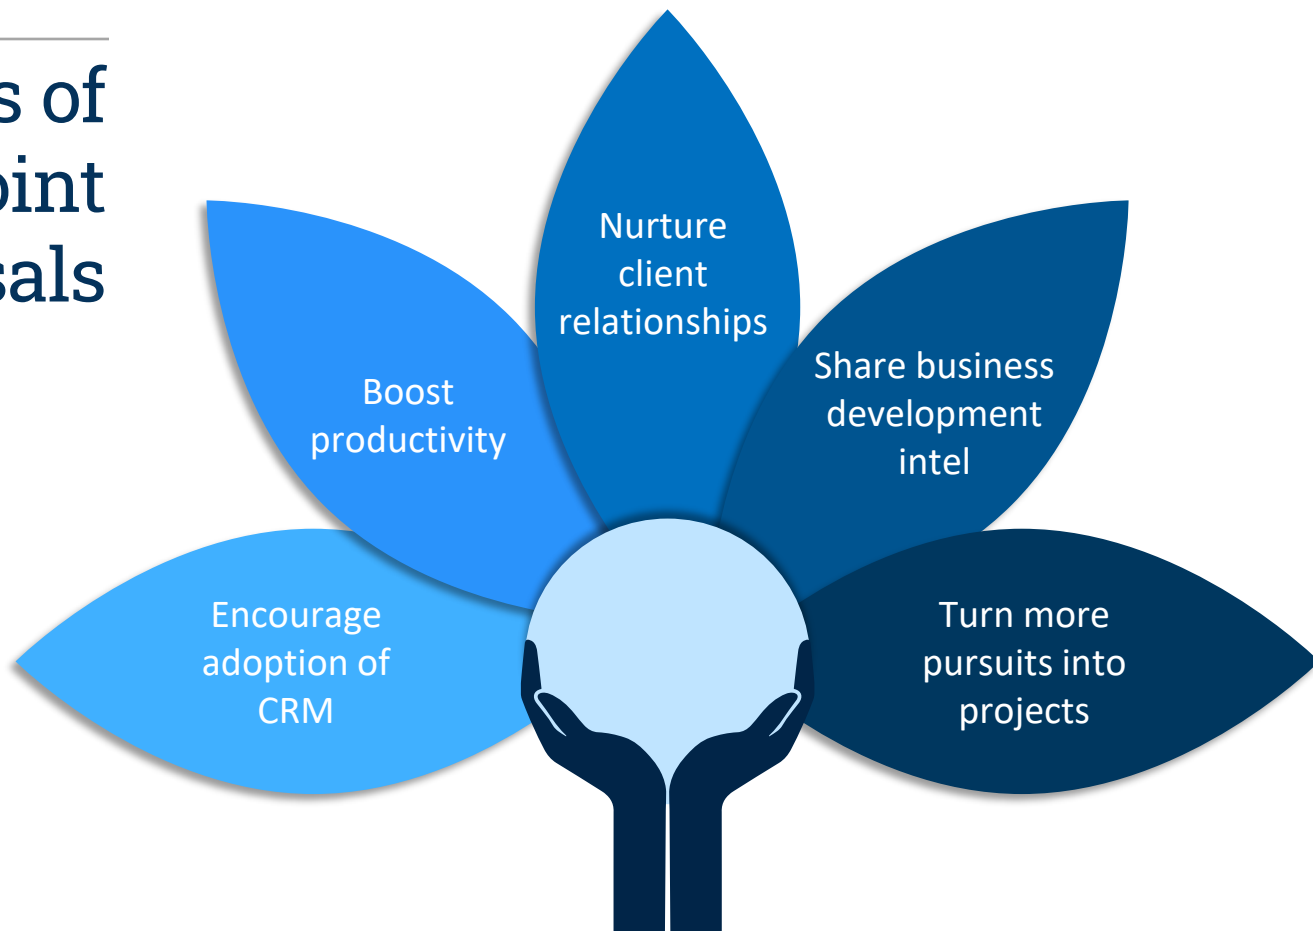 s of
oint
sals
Nurture
client
relationships
Boost
productivity
Share business
development
intel
Encourage
adoption of
CRM
Turn more
pursuits into
projects